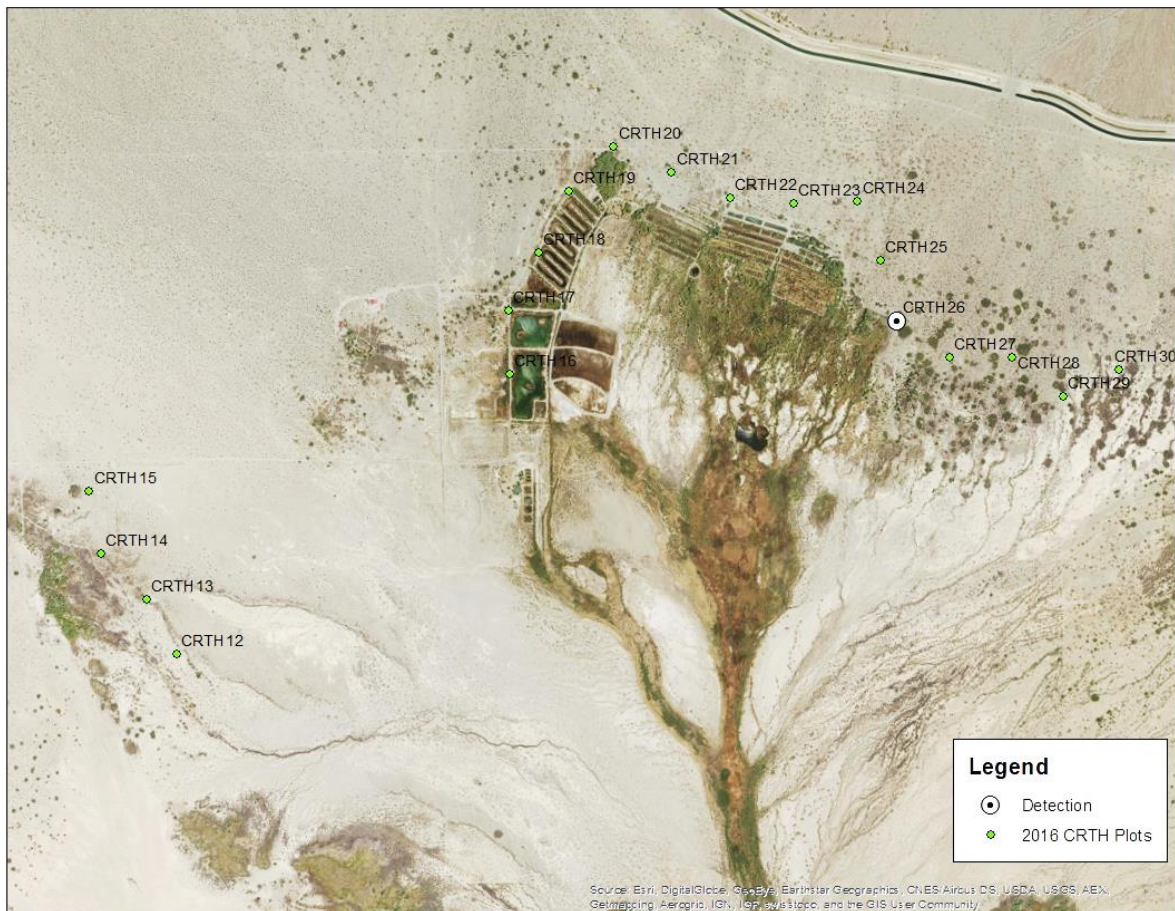 CRTH20
CRTH21
CRTH19
CRTH22
CRTH23
CRTH24
CRTH18
CRTH25
CRTH17
CRTH26
CRTH16
CRTH27
CRTH28
CRTH30
CRTH29
CRTH15
CRTH14
CRTH13
CRTH12
Legend
Detection
2016 CRTH Plots
Source: Esri, DigitalGlobe, GeoEye, Earthstar Geographics, CNES/Airbus DS, USDA, USGS, AEX,
Getmapping, Aerogrid, IGN, IGP, swisstopo, and the GIS User Community